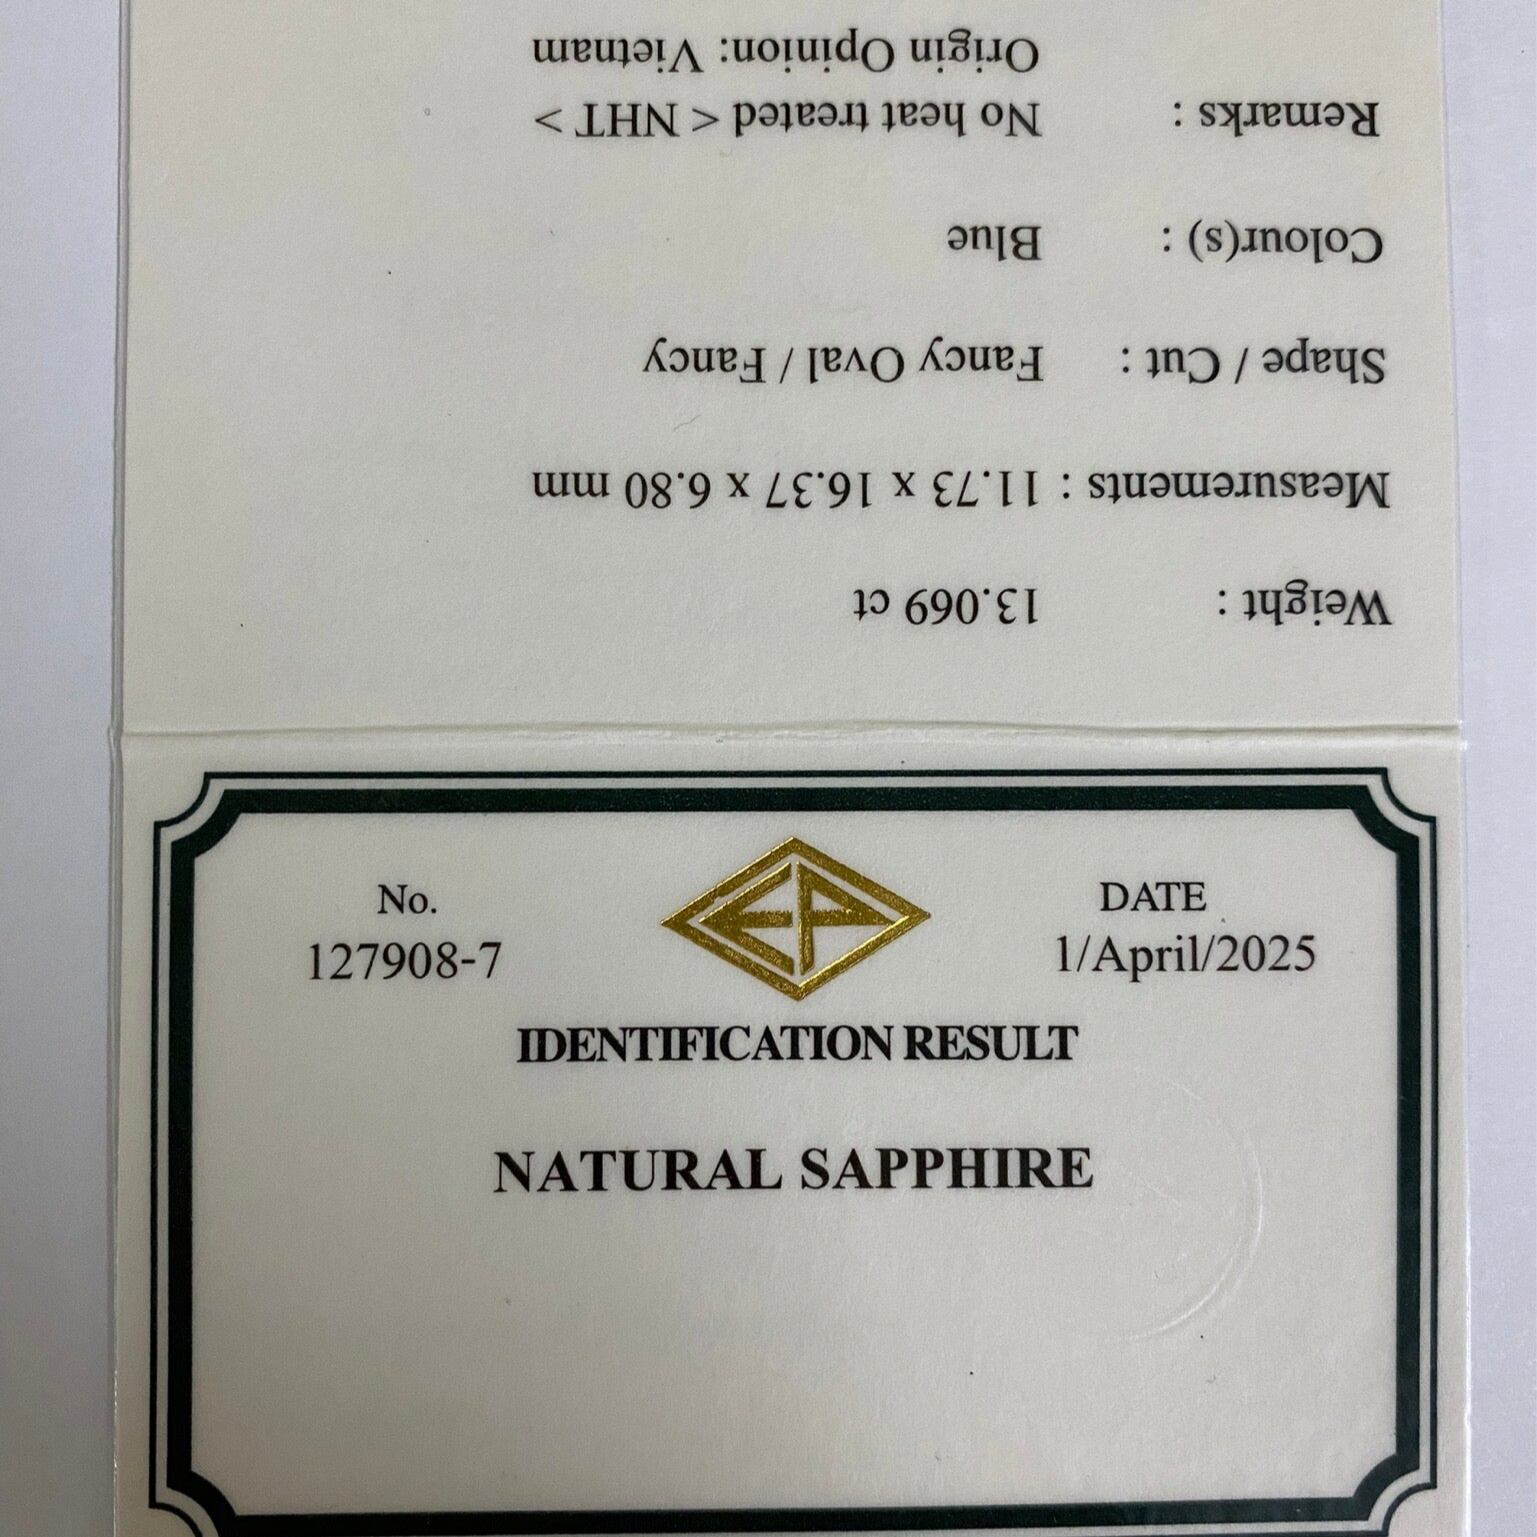 No.
127908-7
EP
DATE
1/April/2025
IDENTIFICATION RESULT
NATURAL SAPPHIRE
Weight : 13.069 ct
Measurements : 11.73 x 16.37 x 6.80 mm
Shape / Cut : Fancy Oval / Fancy
Colour(s) : Blue
Remarks : No heat treated < NHT >
Origin Opinion: Vietnam